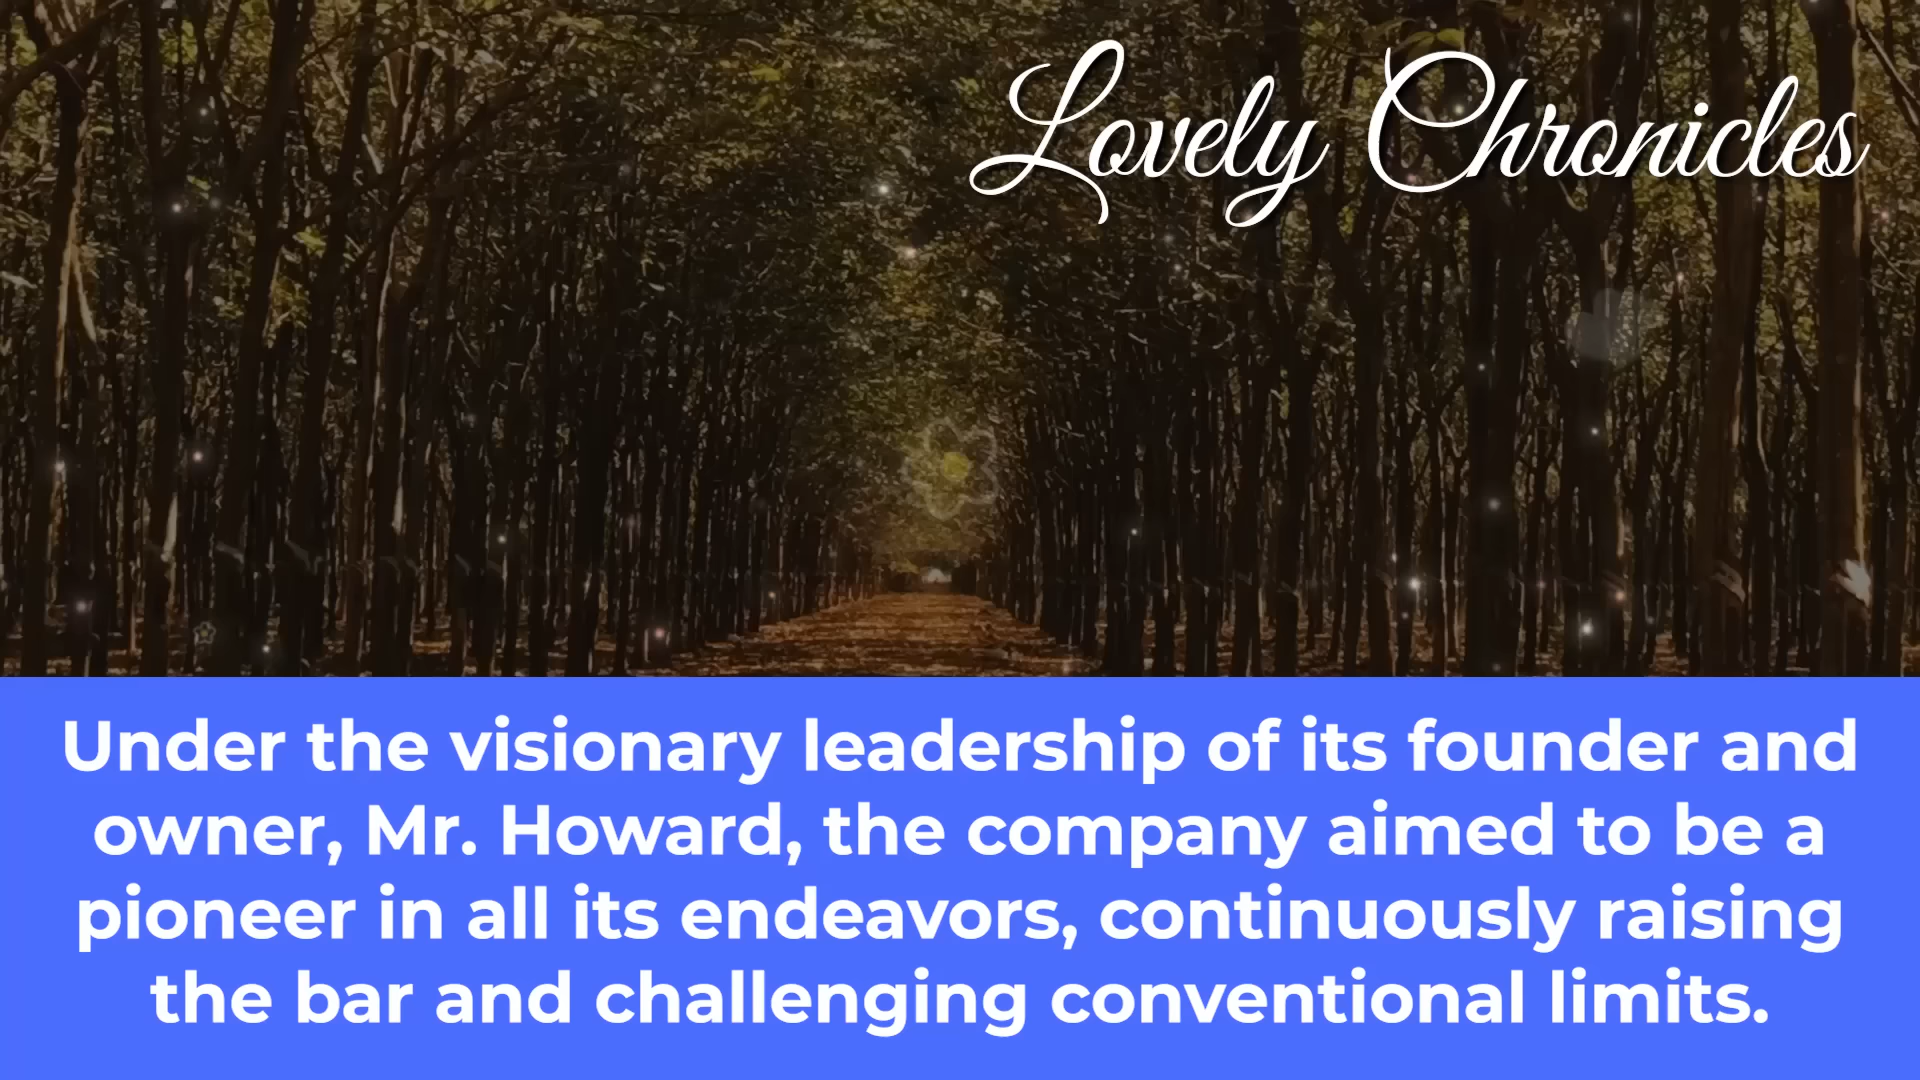 Lovely Chronicles
Under the visionary leadership of its founder and
owner, Mr. Howard, the company aimed to be a
pioneer in all its endeavors, continuously raising
the bar and challenging conventional limits.